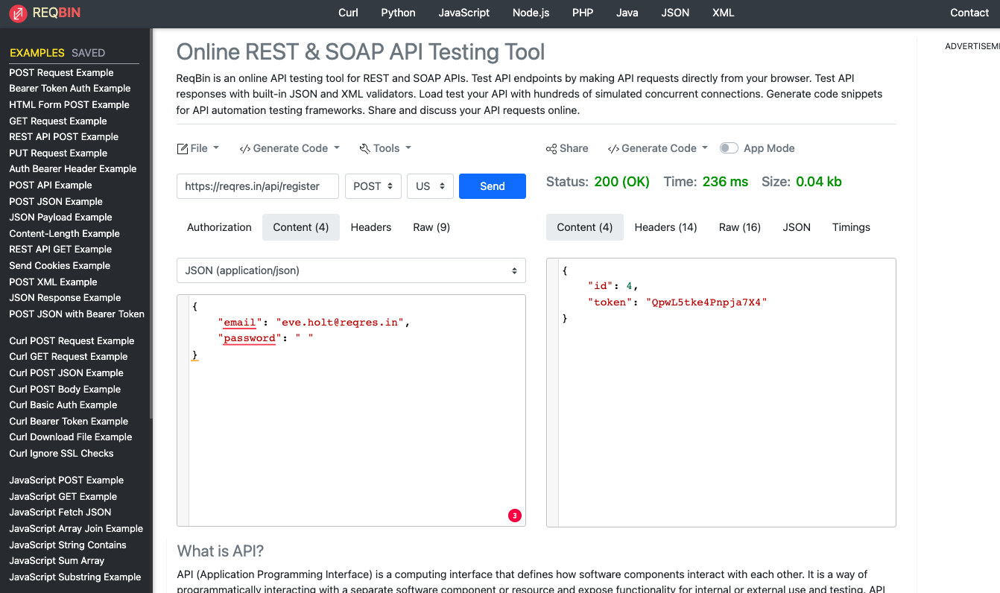 REQBIN
Curl Python JavaScript Node.js PHP Java JSON XML Contact
EXAMPLES SAVED
POST Request Example
Bearer Token Auth Example
HTML Form POST Example
GET Request Example
REST API POST Example
PUT Request Example
Auth Bearer Header Example
POST API Example
POST JSON Example
JSON Payload Example
Content-Length Example
REST API GET Example
Send Cookies Example
POST XML Example
JSON Response Example
POST JSON with Bearer Token
Curl POST Request Example
Curl GET Request Example
Curl POST JSON Example
Curl POST Body Example
Curl Basic Auth Example
Curl Bearer Token Example
Curl Download File Example
Curl Ignore SSL Checks
JavaScript POST Example
JavaScript GET Example
JavaScript Fetch JSON
JavaScript Array Join Example
JavaScript String Contains
JavaScript Sum Array
JavaScript Substring Example
Online REST & SOAP API Testing Tool
ReqBin is an online API testing tool for REST and SOAP APIs. Test API endpoints by making API requests directly from your browser. Test API
responses with built-in JSON and XML validators. Load test your API with hundreds of simulated concurrent connections. Generate code snippets
for API automation testing frameworks. Share and discuss your API requests online.
File </> Generate Code Tools
https://reqres.in/api/register POST US Send
Authorization Content (4) Headers Raw (9)
JSON (application/json)
{
"email": "eve.holt@reqres.in",
"password": " "
}
3
Share </> Generate Code App Mode
Status: 200 (OK) Time: 236 ms Size: 0.04 kb
Content (4) Headers (14) Raw (16) JSON Timings
{
"id": 4,
"token": "QpwL5tke4Pnpja7X4"
}
ADVERTISEM
What is API?
API (Application Programming Interface) is a computing interface that defines how software components interact with each other. It is a way of
programmatically interacting with a separate software component or resource and expose functionality for internal or external use and testing. API